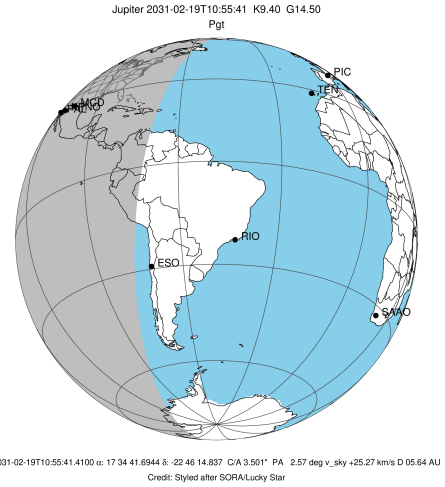 Jupiter 2031-02-19T10:55:41 K9.40 G14.50
Pgt
PIC
TEN
MCD
RIO
ESO
SAAO
031-02-19T10:55:41.4100 α: 17 34 41.6944 δ: -22 46 14.837 C/A 3.501" PA 2.57 deg v_sky +25.27 km/s D 05.64 AU
Credit: Styled after SORA/Lucky Star